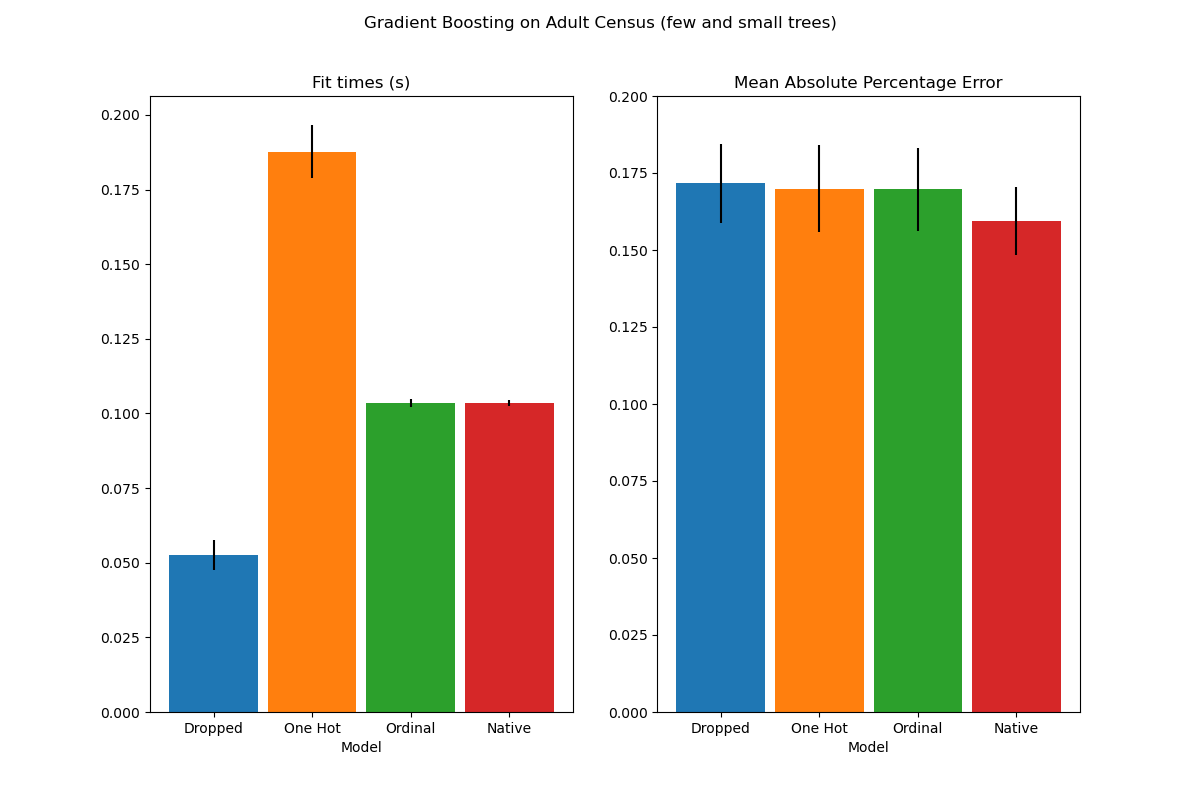 Gradient Boosting on Adult Census (few and small trees)
Fit times (s)
0.200
0.175
0.150
0.125
0.100
0.075
0.050
0.025
0.000
Dropped One Hot Ordinal Native
Model
Mean Absolute Percentage Error
0.200
0.175
0.150
0.125
0.100
0.075
0.050
0.025
0.000
Dropped One Hot Ordinal Native
Model